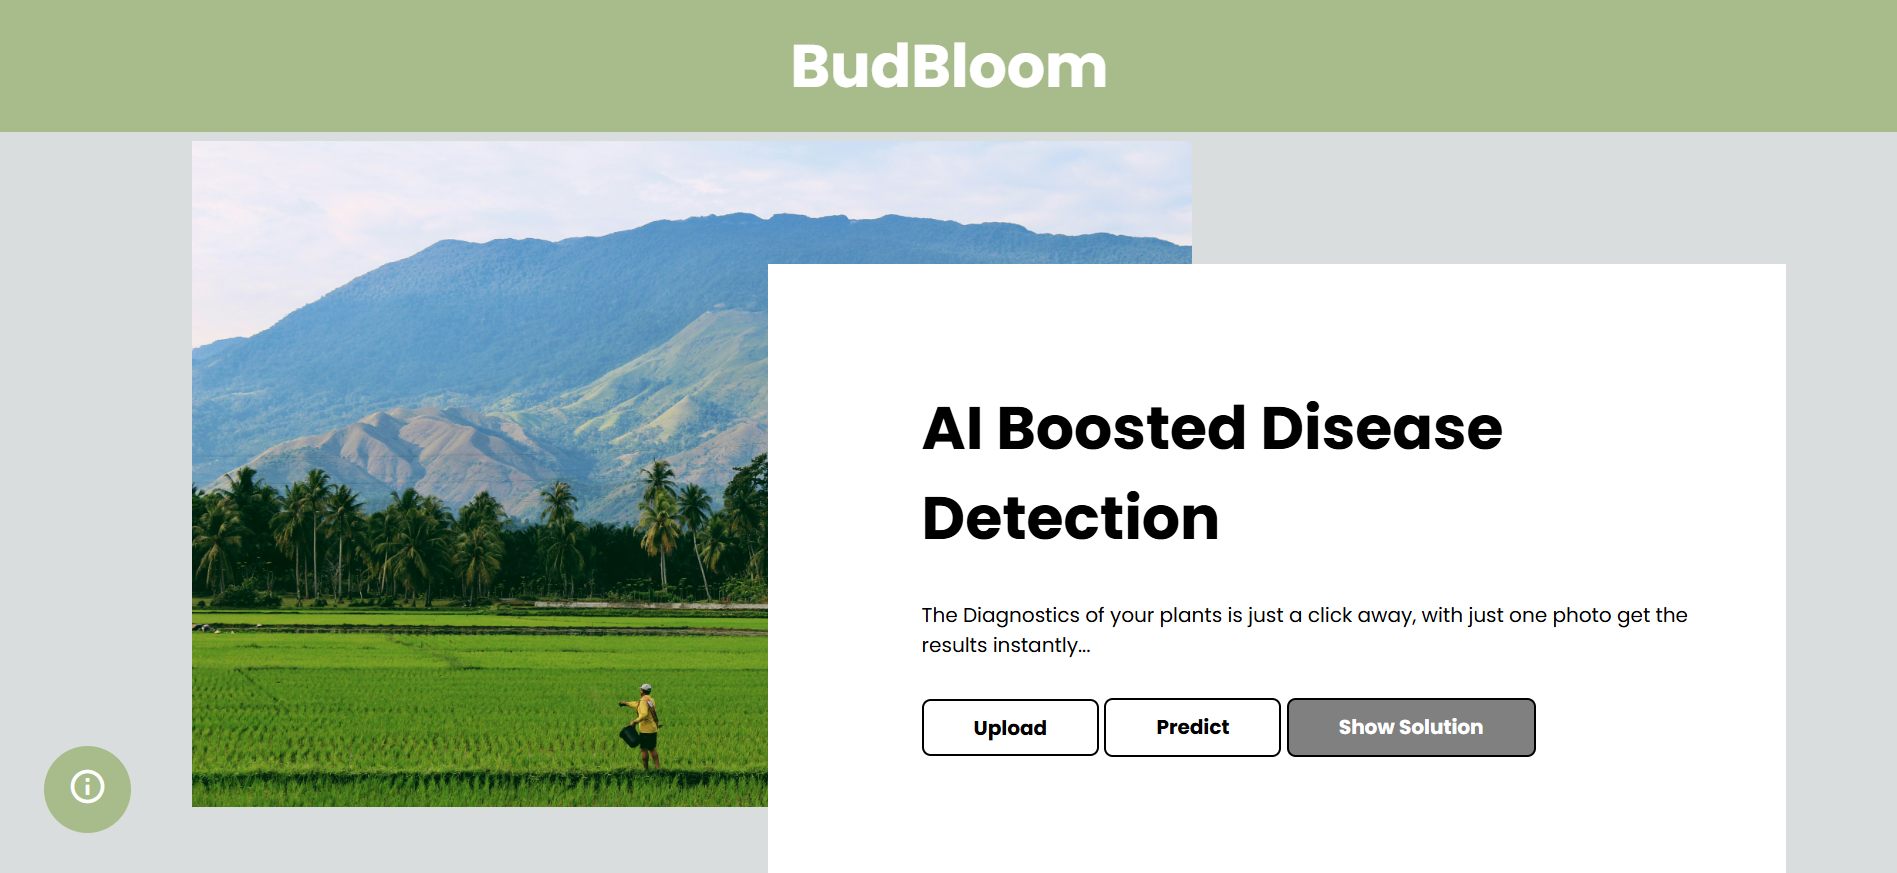 BudBloom
AI Boosted Disease
Detection
The Diagnostics of your plants is just a click away, with just one photo get the
results instantly...
Upload
Predict
Show Solution